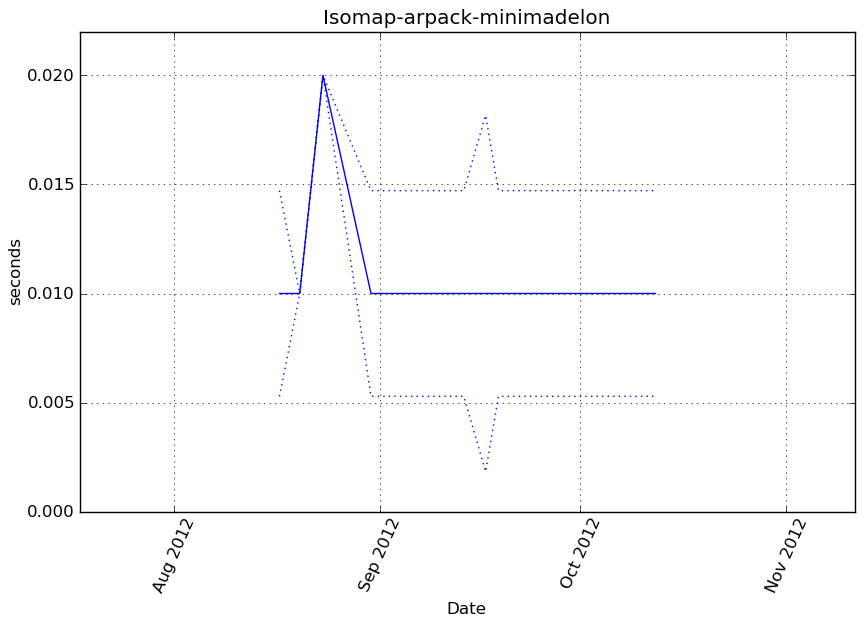 Isomap-arpack-minimadelon
0.020
0.015
0.010
0.005
0.000
seconds
Aug 2012
Sep 2012
Oct 2012
Nov 2012
Date